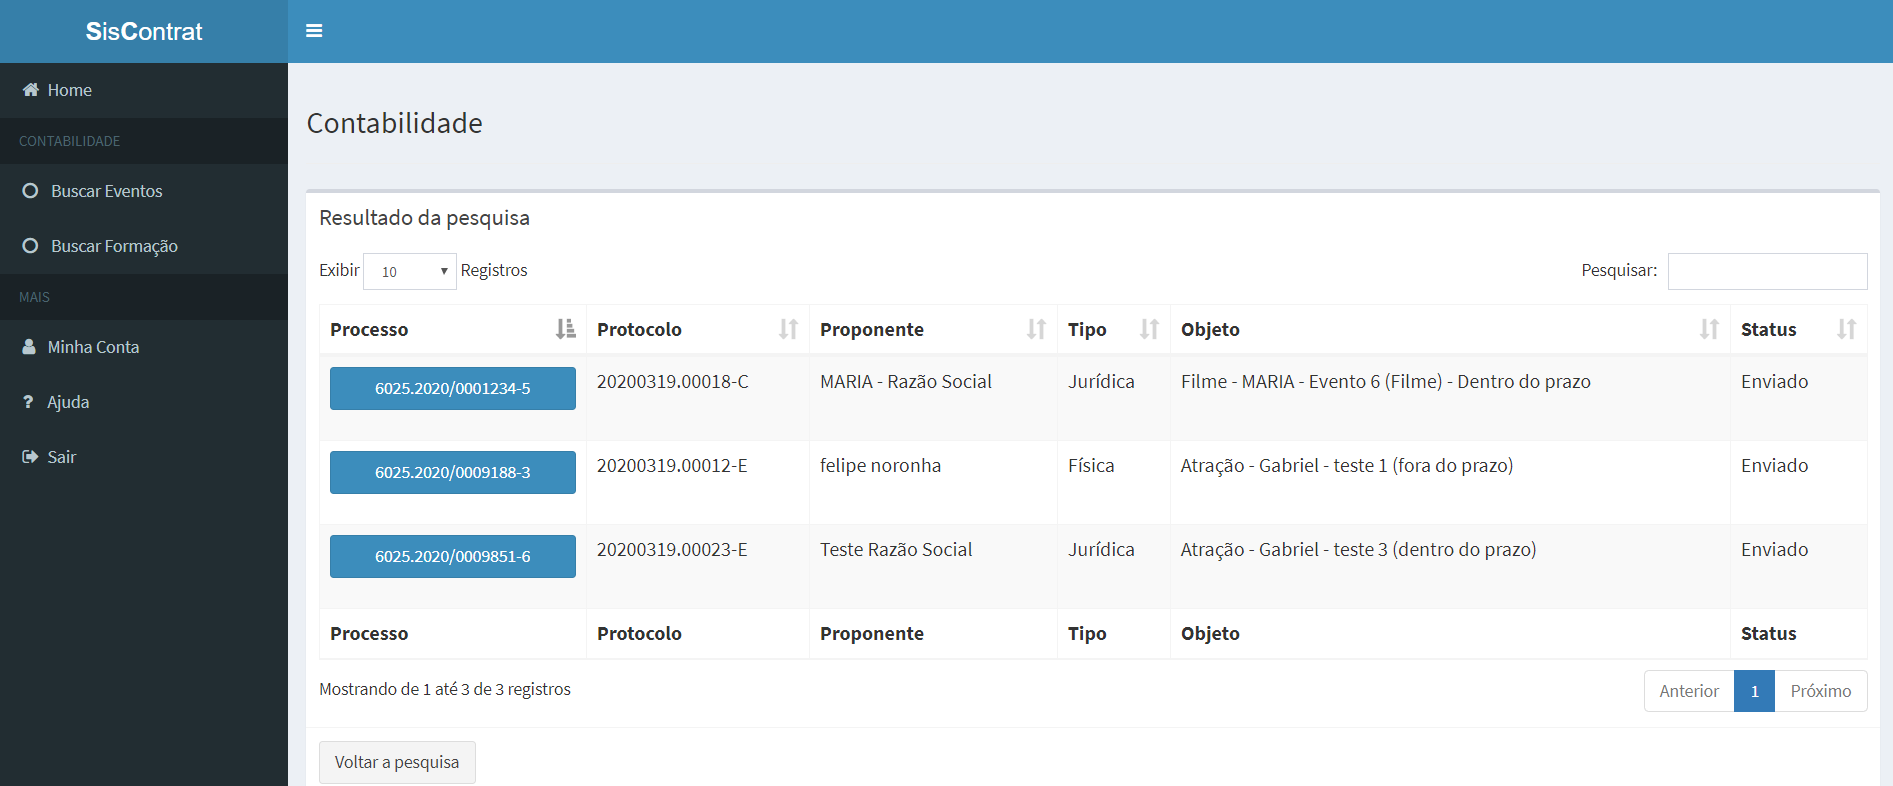 SisContrat
Home
CONTABILIDADE
Buscar Eventos
Buscar Formação
MAIS
Minha Conta
Ajuda
Sair
Contabilidade
Resultado da pesquisa
Exibir 10 Registros Pesquisar:
Processo Protocolo Proponente Tipo Objeto Status
6025.2020/0001234-5 20200319.00018-C MARIA - Razão Social Jurídica Filme - MARIA - Evento 6 (Filme) - Dentro do prazo Enviado
6025.2020/0009188-3 20200319.00012-E felipe noronha Física Atração - Gabriel - teste 1 (fora do prazo) Enviado
6025.2020/0009851-6 20200319.00023-E Teste Razão Social Jurídica Atração - Gabriel - teste 3 (dentro do prazo) Enviado
Processo Protocolo Proponente Tipo Objeto Status
Mostrando de 1 até 3 de 3 registros Anterior 1 Próximo
Voltar a pesquisa